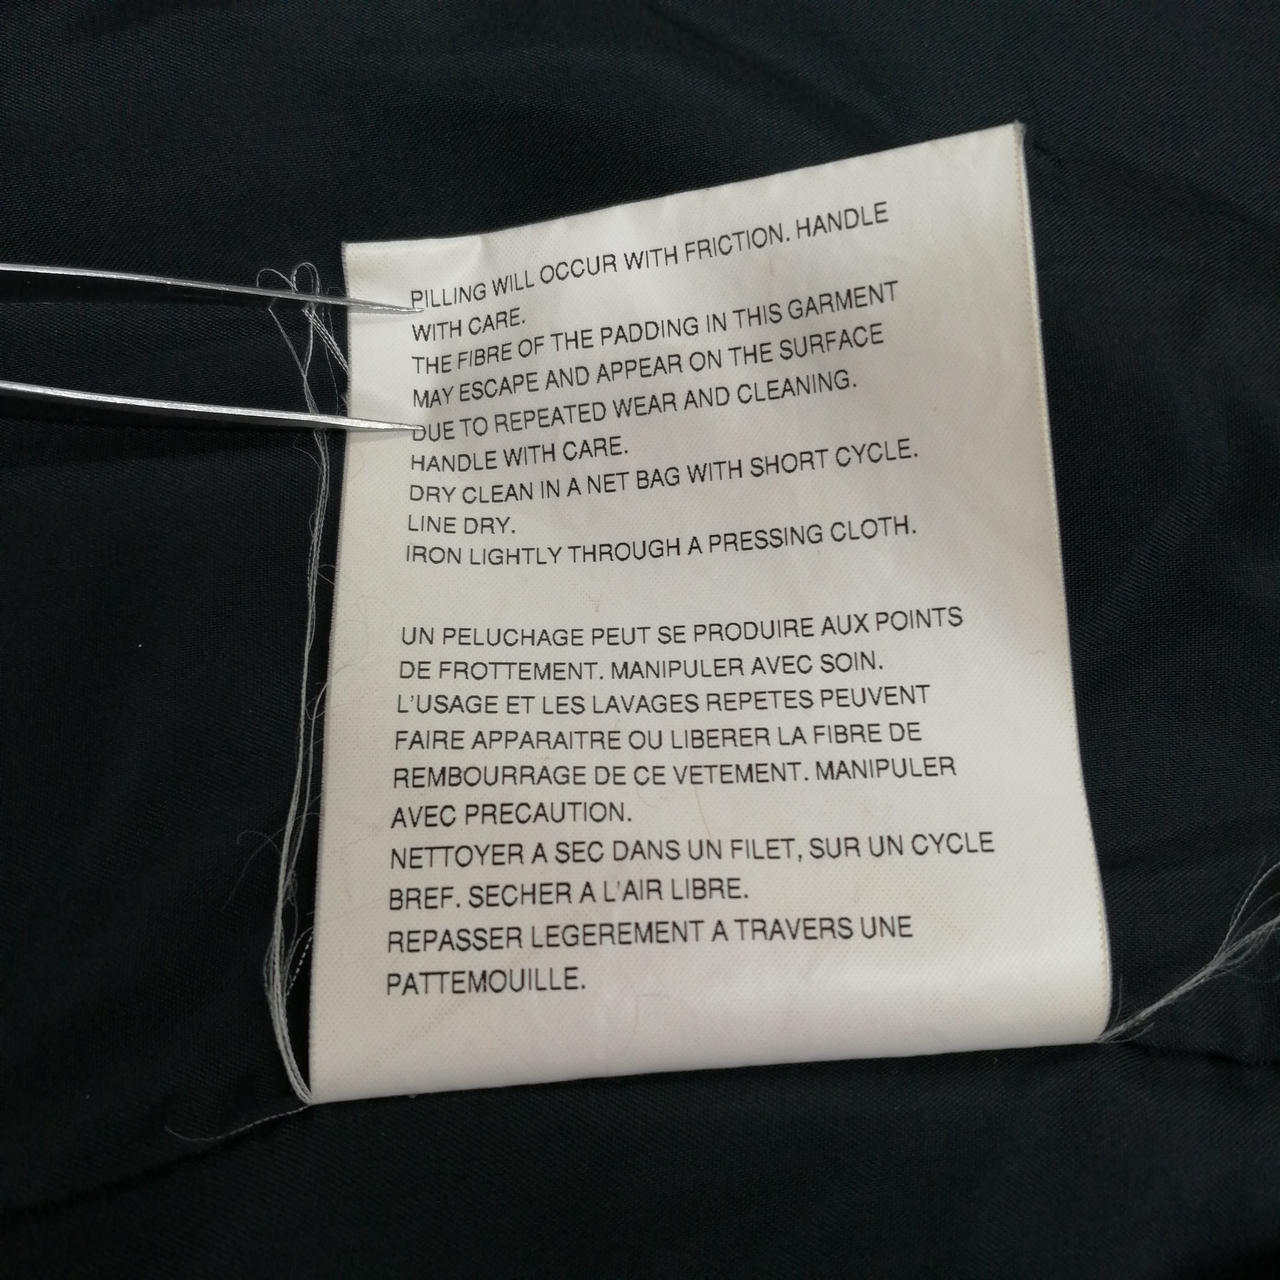 PILLING WILL OCCUR WITH FRICTION. HANDLE
WITH CARE.
THE FIBRE OF THE PADDING IN THIS GARMENT
MAY ESCAPE AND APPEAR ON THE SURFACE
DUE TO REPEATED WEAR AND CLEANING.
HANDLE WITH CARE.
DRY CLEAN IN A NET BAG WITH SHORT CYCLE.
LINE DRY.
IRON LIGHTLY THROUGH A PRESSING CLOTH.
UN PELUCHAGE PEUT SE PRODUIRE AUX POINTS
DE FROTTEMENT. MANIPULER AVEC SOIN.
L'USAGE ET LES LAVAGES REPETES PEUVENT
FAIRE APPARAITRE OU LIBERER LA FIBRE DE
REMBOURRAGE DE CE VETEMENT. MANIPULER
AVEC PRECAUTION.
NETTOYER A SEC DANS UN FILET, SUR UN CYCLE
BREF. SECHER A L'AIR LIBRE.
REPASSER LEGEREMENT A TRAVERS UNE
PATTEMOUILLE.